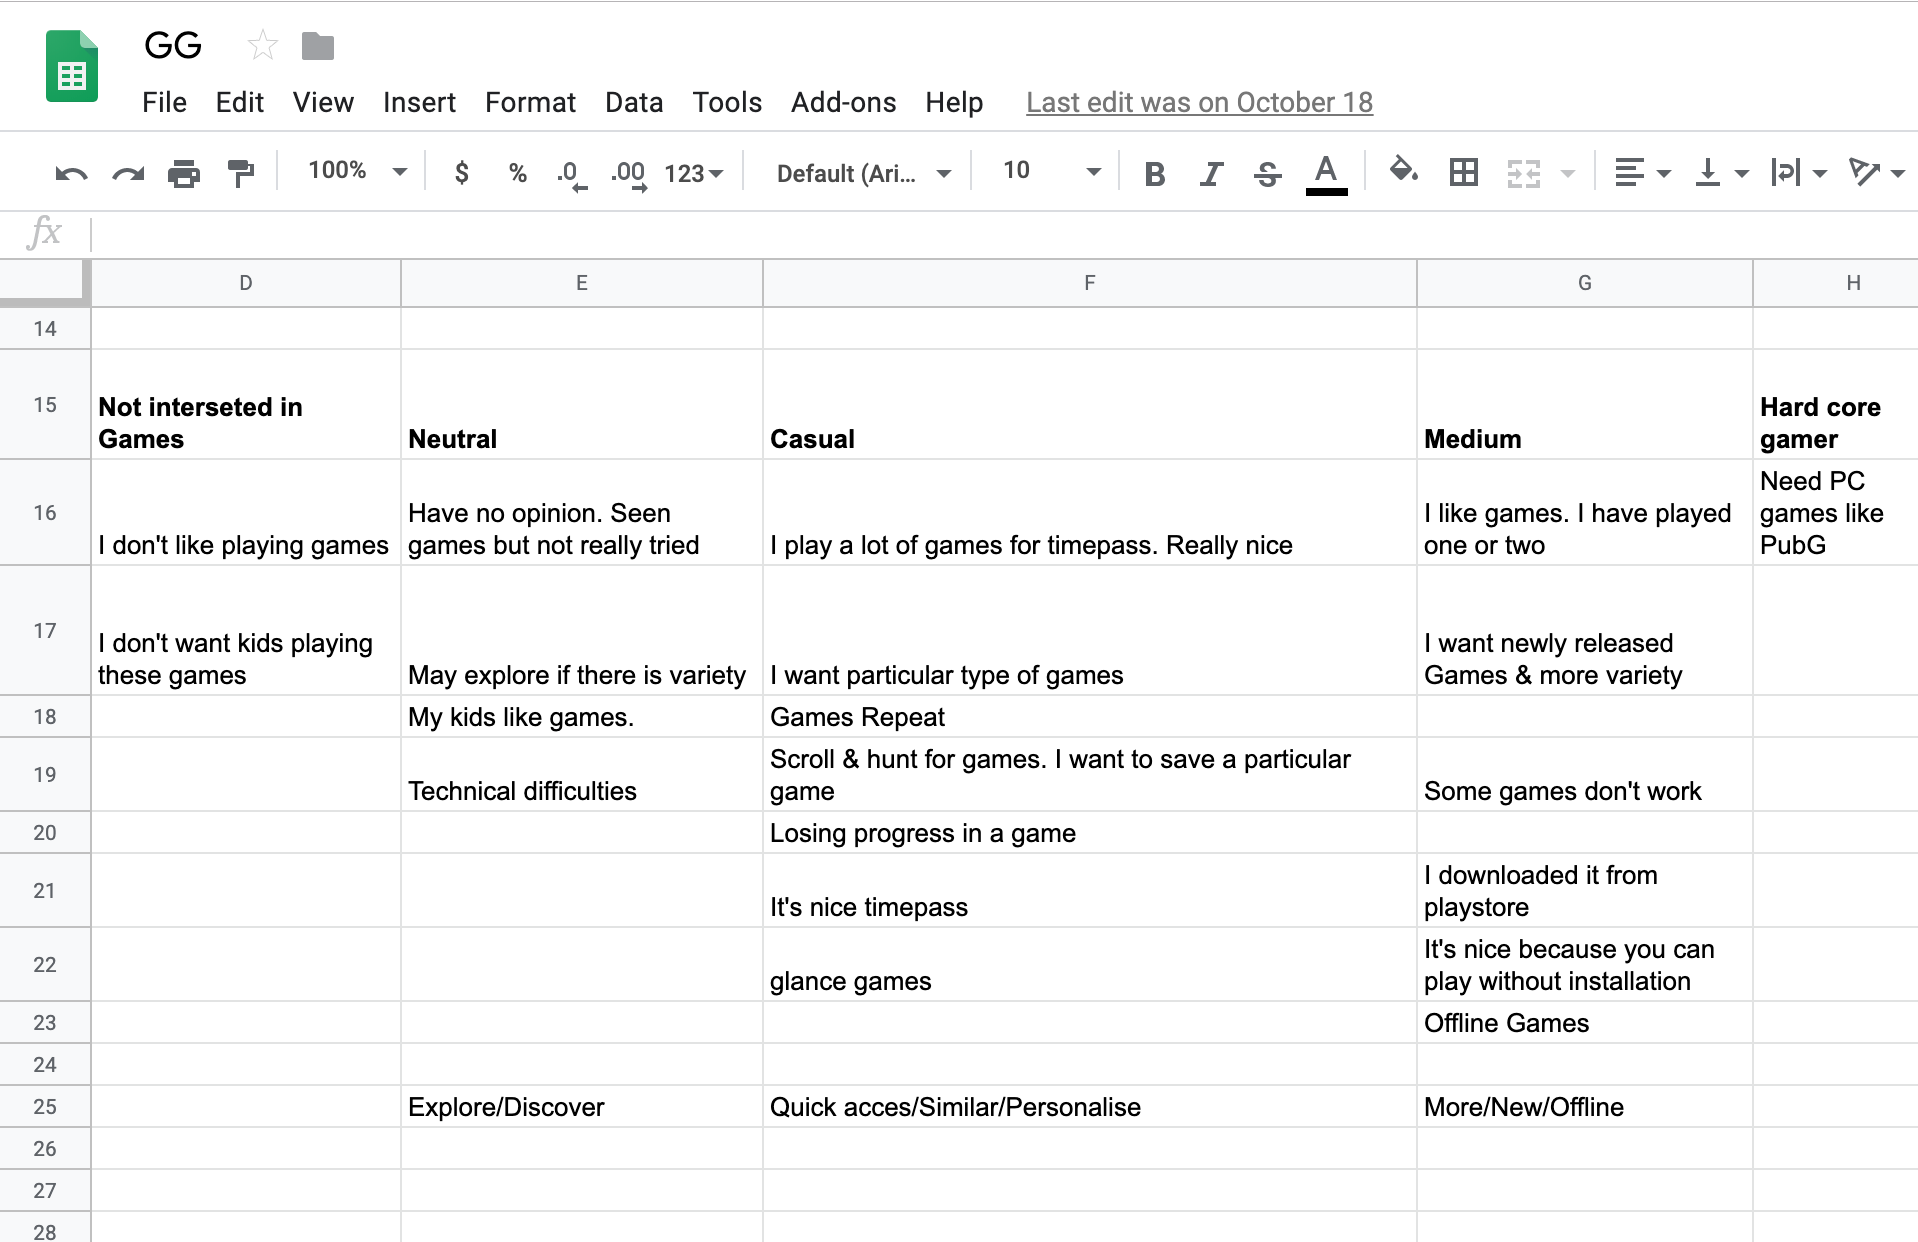 GG
File Edit View Insert Format Data Tools Add-ons Help Last edit was on October 18
100% $ % .0 .00 123 Default (Ari... 10 B I S A
fx
D E F G H
14
15 Not interseted in
Games Neutral Casual Medium Hard core
gamer
16 I don't like playing games Have no opinion. Seen
games but not really tried I play a lot of games for timepass. Really nice I like games. I have played
one or two Need PC
games like
PubG
17 I don't want kids playing
these games May explore if there is variety I want particular type of games I want newly released
Games & more variety
18 My kids like games. Games Repeat
19 Technical difficulties Scroll & hunt for games. I want to save a particular
game Some games don't work
20 Losing progress in a game
21 It's nice timepass I downloaded it from
playstore
22 glance games It's nice because you can
play without installation
23 Offline Games
24
25 Explore/Discover Quick acces/Similar/Personalise More/New/Offline
26
27
28